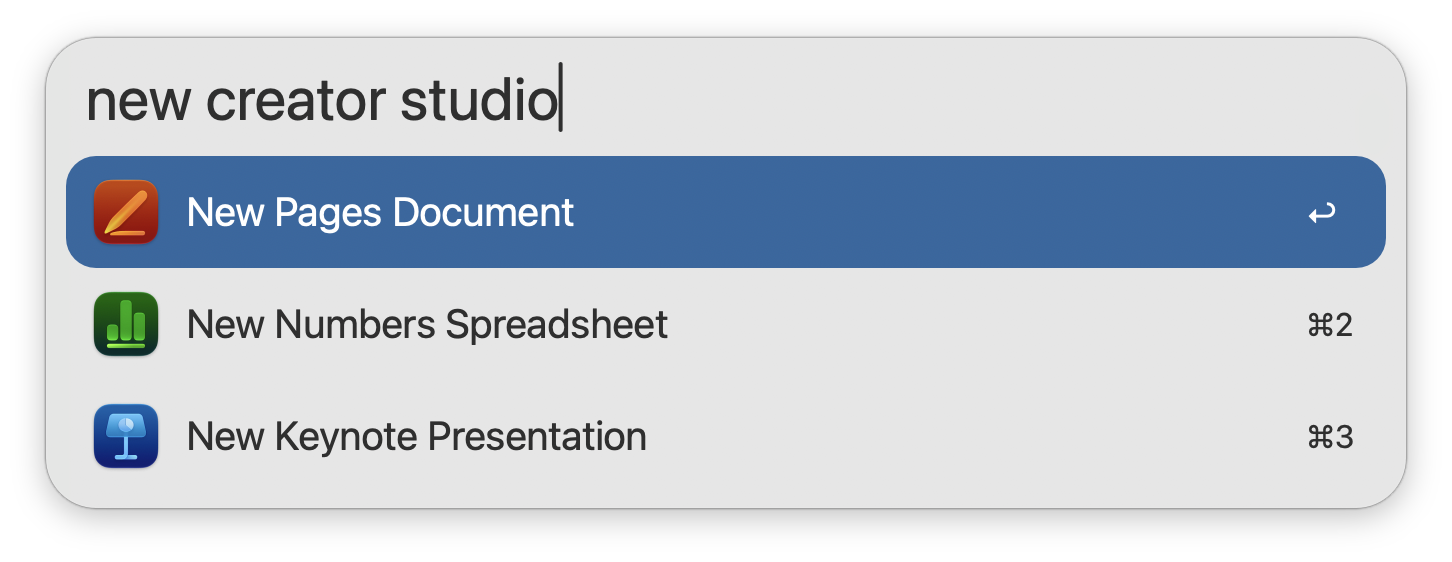 new creator studio
New Pages Document ↩
New Numbers Spreadsheet ⌘2
New Keynote Presentation ⌘3